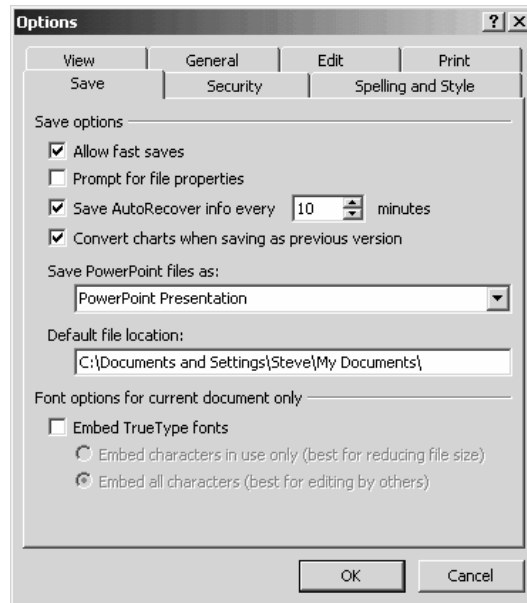 Options
View General Edit Print
Save Security Spelling and Style
Save options
Allow fast saves
Prompt for file properties
Save AutoRecover info every 10 minutes
Convert charts when saving as previous version
Save PowerPoint files as:
PowerPoint Presentation
Default file location:
C:\Documents and Settings\Steve\My Documents\
Font options for current document only
Embed TrueType fonts
Embed characters in use only (best for reducing file size)
Embed all characters (best for editing by others)
OK Cancel